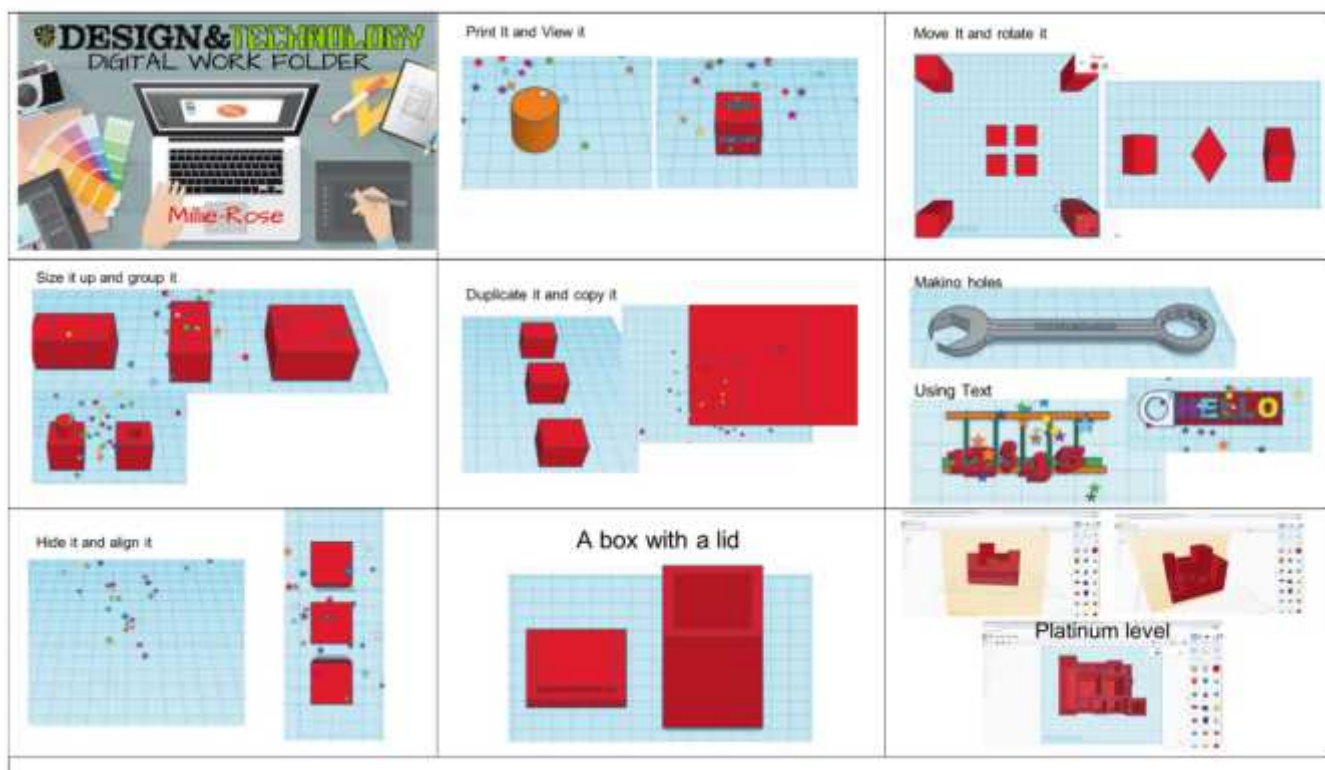 DESIGN&TECHNOLOGY
DIGITAL WORK FOLDER
Millie-Rose
Print It and View it
Move It and rotate it
Size it up and group it
Duplicate it and copy it
Making holes
Using Text
HELLO
Hide it and align it
A box with a lid
Platinum level